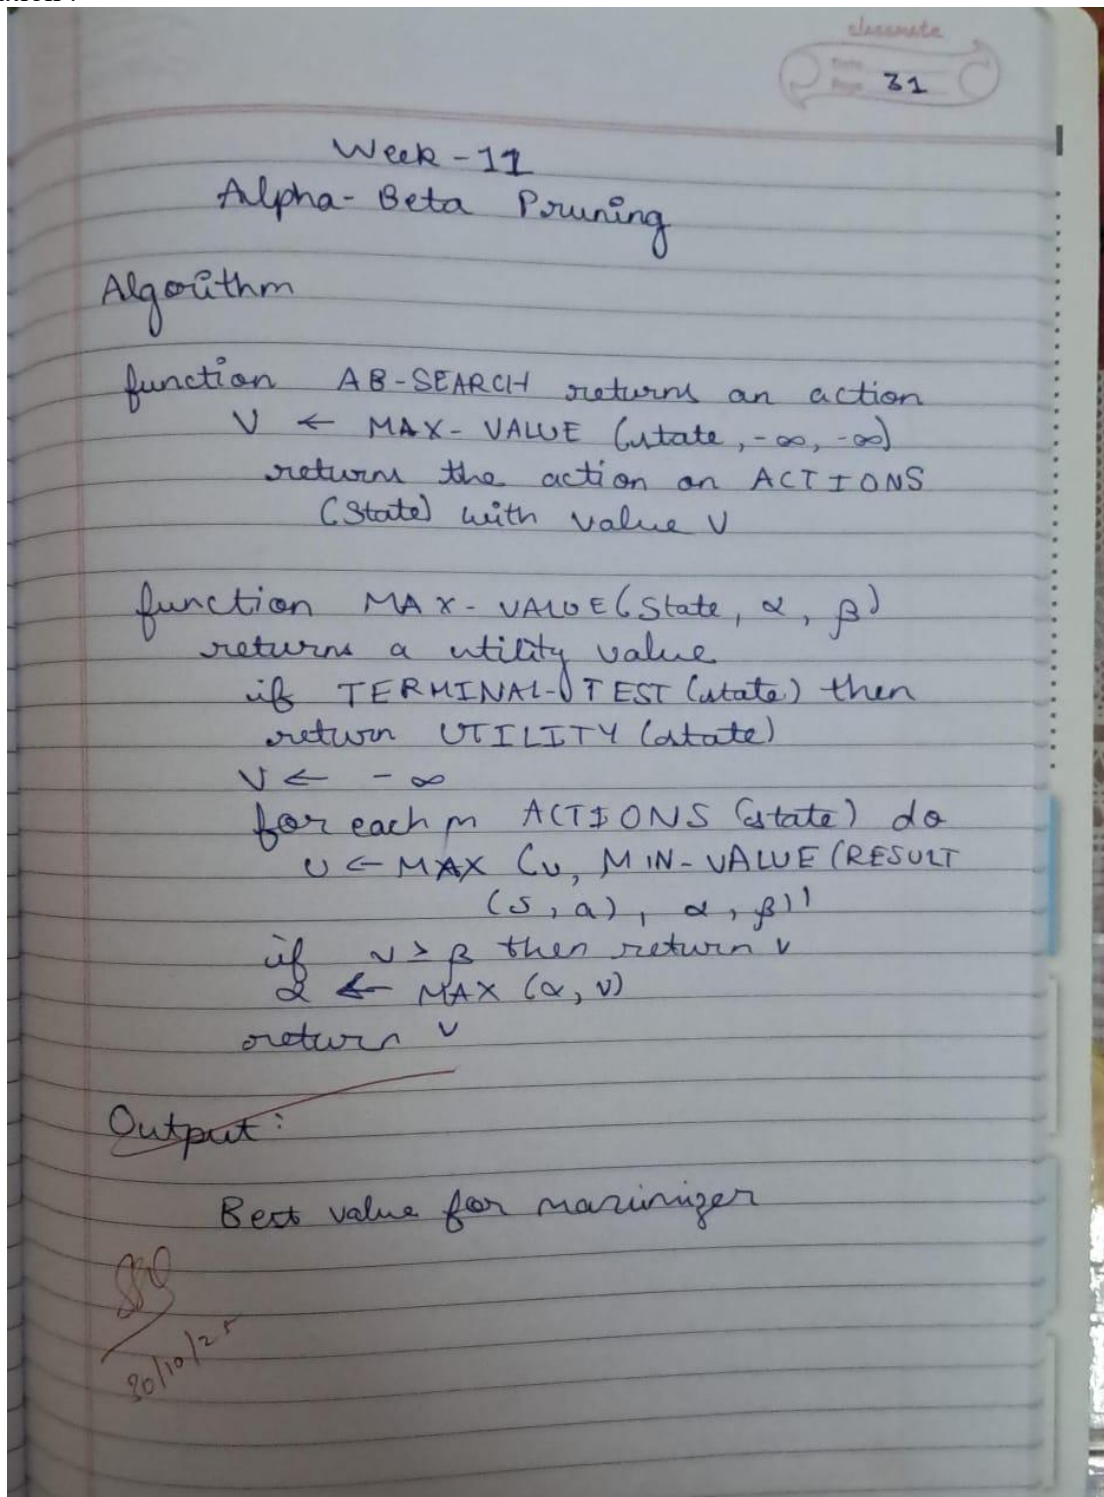 classmate
Date
Page 31
Week - 11
Alpha- Beta Pruning
Algorithm
function AB-SEARCH returns an action
V ← MAX- VALUE (state, -∞, -∞)
returns the action on ACTIONS
(State) with value V
function MAX- VALUE (State, α, β)
returns a utility value
if TERMINAL-TEST (state) then
return UTILITY (state)
V ← - ∞
for each in ACTIONS (state) do
v ← MAX (v, MIN-VALUE (RESULT
(s, a), α, β))
if v ≥ β then return v
α ← MAX (α, v)
return v
Output:
Best value for maximizer
30/10/25